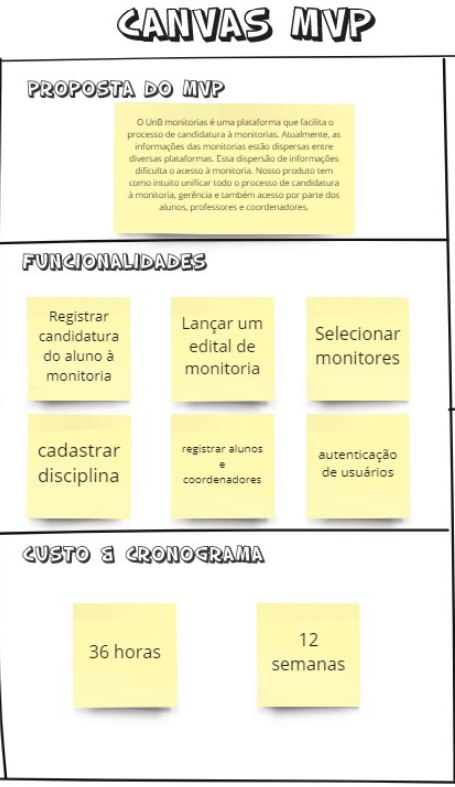 CANVAS MVP
PROPOSTA DO MVP
O UnB monitorias é uma plataforma que facilita o
processo de candidatura à monitorias. Atualmente, as
informações das monitorias estão dispersas entre
diversas plataformas. Essa dispersão de informações
dificulta o acesso à monitoria. Nosso produto tem
como intuito unificar todo o processo de candidatura
à monitoria, gerência e também acesso por parte dos
alunos, professores e coordenadores.
FUNCIONALIDADES
Registrar
candidatura
do aluno à
monitoria
Lançar um
edital de
monitoria
Selecionar
monitores
cadastrar
disciplina
registrar alunos
e
coordenadores
autenticação
de usuários
CUSTO & CRONOGRAMA
36 horas
12
semanas